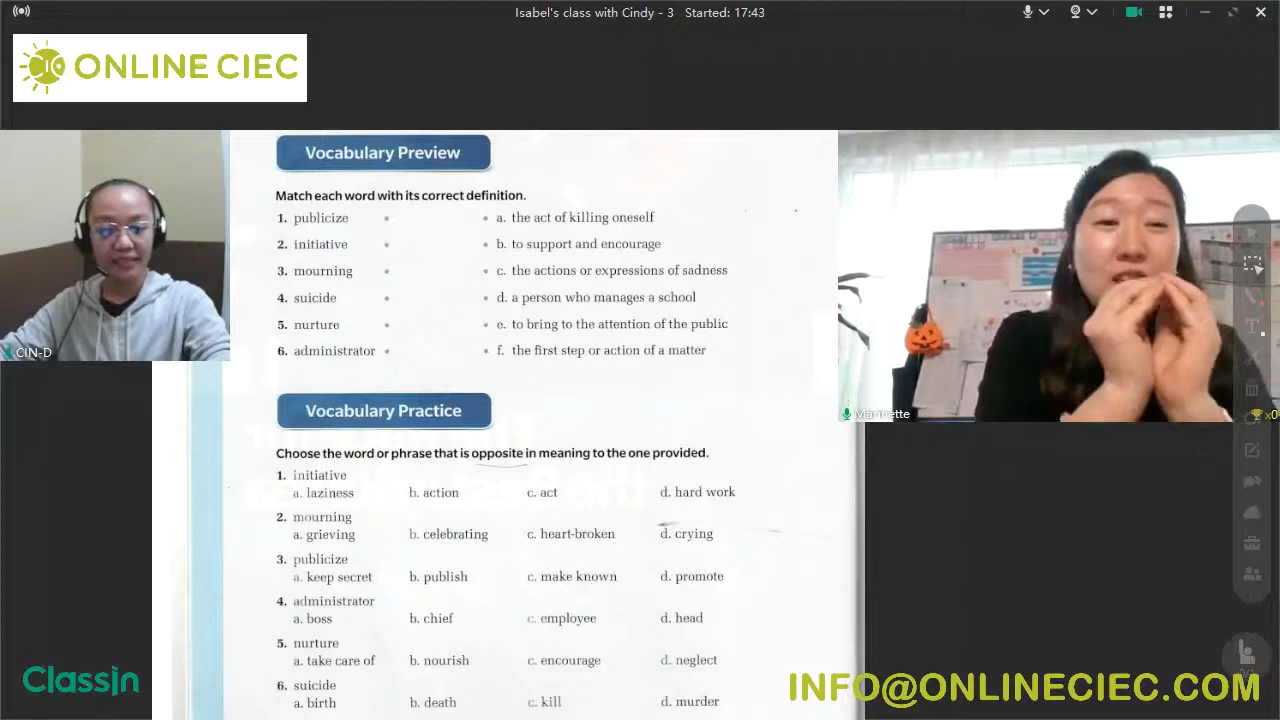 Isabel's class with Cindy - 3 Started: 17:43
ONLINE CIEC
Vocabulary Preview
Match each word with its correct definition.
1. publicize • • a. the act of killing oneself
2. initiative • • b. to support and encourage
3. mourning • • c. the actions or expressions of sadness
4. suicide • • d. a person who manages a school
5. nurture • • e. to bring to the attention of the public
6. administrator • • f. the first step or action of a matter
CIN-D
Marinette
x0
Vocabulary Practice
Choose the word or phrase that is opposite in meaning to the one provided.
1. initiative
a. laziness b. action c. act d. hard work
2. mourning
a. grieving b. celebrating c. heart-broken d. crying
3. publicize
a. keep secret b. publish c. make known d. promote
4. administrator
a. boss b. chief c. employee d. head
5. nurture
a. take care of b. nourish c. encourage d. neglect
6. suicide
a. birth b. death c. kill d. murder
ClassIn
INFO@ONLINECIEC.COM